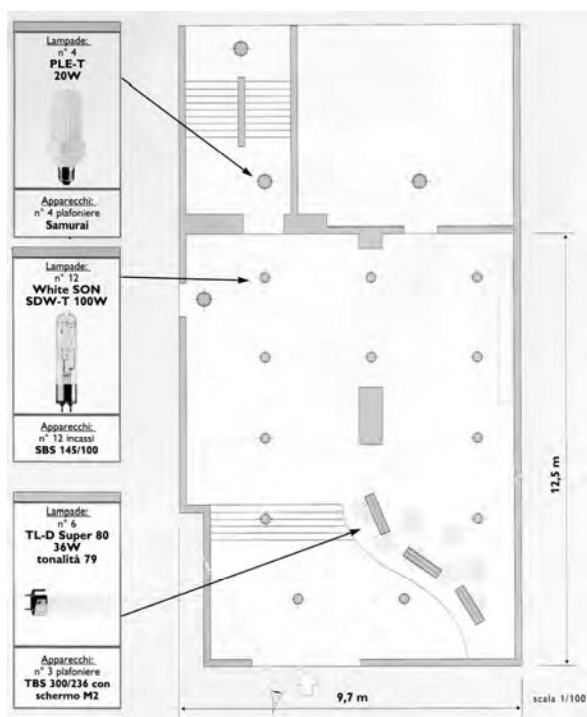 Lampade:
n° 4
PLE-T
20W
Apparecchi:
n° 4 plafoniere
Samurai
Lampade:
n° 12
White SON
SDW-T 100W
Apparecchi:
n° 12 incassi
SBS 145/100
Lampade:
n° 6
TL-D Super 80
36W
tonalità 79
Apparecchi:
n° 3 plafoniere
TBS 300/236 con
schermo M2
12,5 m
9,7 m
scala 1/100